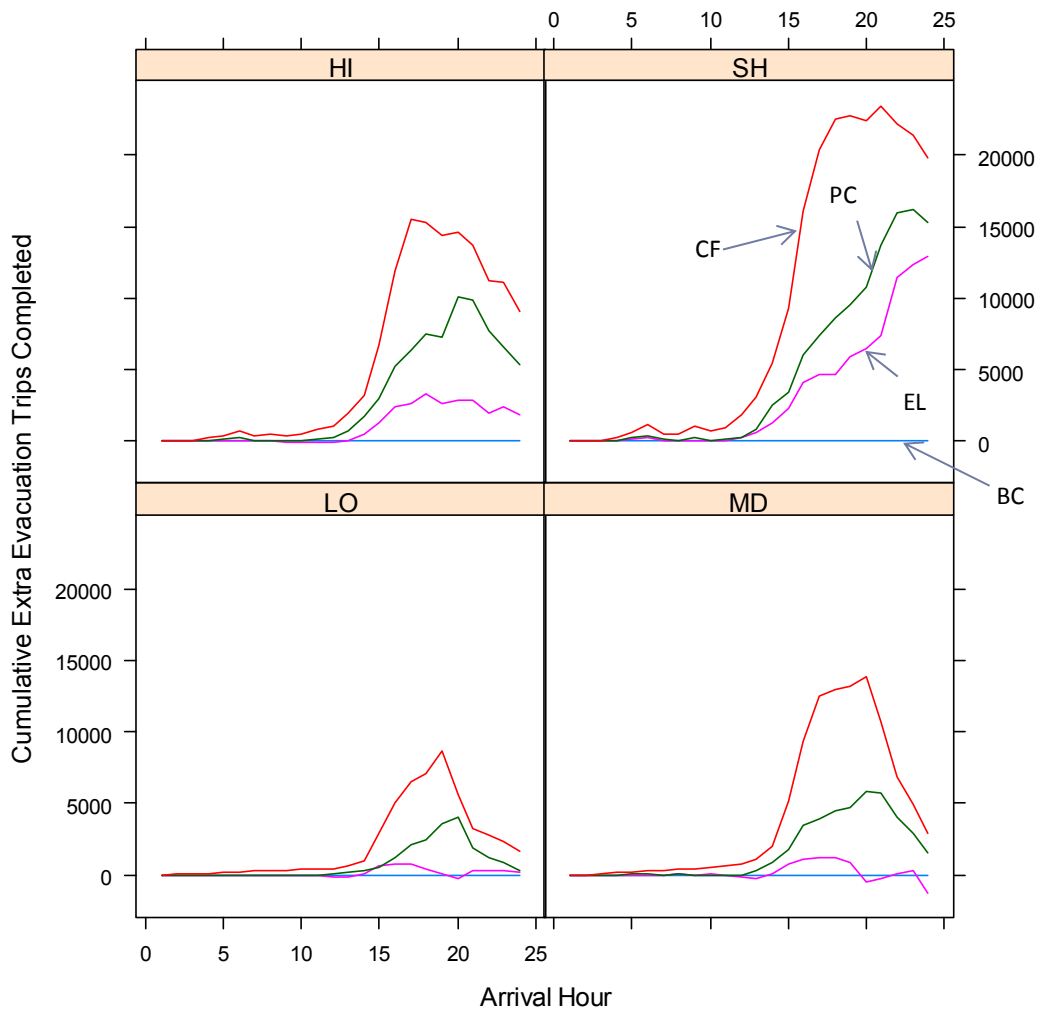 0 5 10 15 20 25
HI SH
20000
15000
10000
5000
0
CF
PC
EL
BC
LO MD
20000
15000
10000
5000
0
0 5 10 15 20 25
Arrival Hour
Cumulative Extra Evacuation Trips Completed